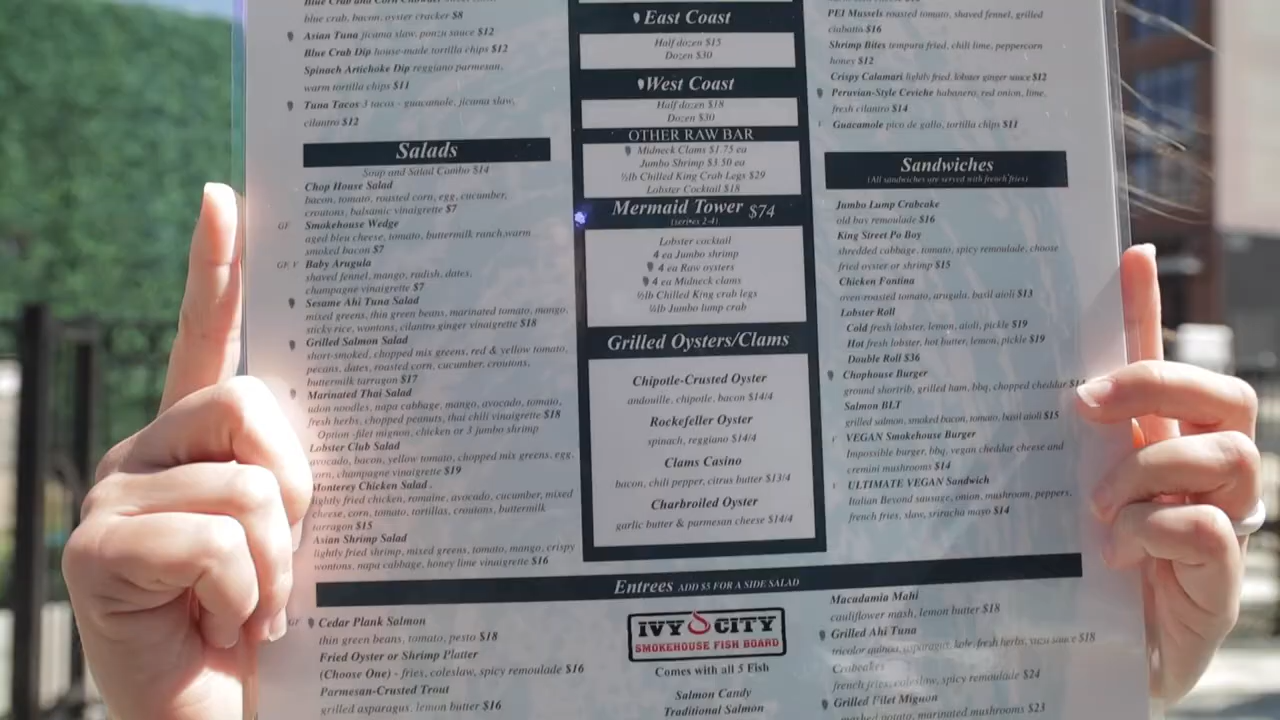 Blue Crab and Corn Chowder
blue crab, bacon, oyster cracker $8
Asian Tuna jicama slaw, ponzu sauce $12
Blue Crab Dip house-made tortilla chips $12
Spinach Artichoke Dip reggiano parmesan,
warm tortilla chips $11
Tuna Tacos 3 tacos - guacamole, jicama slaw,
cilantro $12
Salads
Soup and Salad Combo $14
Chop House Salad
bacon, tomato, roasted corn, egg, cucumber,
croutons, balsamic vinaigrette $7
GF Smokehouse Wedge
aged bleu cheese, tomato, buttermilk ranch, warm
smoked bacon $7
GF, V Baby Arugula
shaved fennel, mango, radish, dates,
champagne vinaigrette $7
Sesame Ahi Tuna Salad
mixed greens, thin green beans, marinated tomato, mango,
sticky rice, wontons, cilantro ginger vinaigrette $18
Grilled Salmon Salad
short-smoked, chopped mix greens, red & yellow tomato,
pecans, dates, roasted corn, cucumber, croutons,
buttermilk tarragon $17
Marinated Thai Salad
udon noodles, napa cabbage, mango, avocado, tomato,
fresh herbs, chopped peanuts, thai chili vinaigrette $18
Option -filet mignon, chicken or 3 jumbo shrimp
Lobster Club Salad
avocado, bacon, yellow tomato, chopped mix greens, egg,
corn, champagne vinaigrette $19
Monterey Chicken Salad .
lightly fried chicken, romaine, avocado, cucumber, mixed
cheese, corn, tomato, tortillas, croutons, buttermilk
tarragon $15
Asian Shrimp Salad
lightly fried shrimp, mixed greens, tomato, mango, crispy
wontons, napa cabbage, honey lime vinaigrette $16
East Coast
Half dozen $15
Dozen $30
West Coast
Half dozen $18
Dozen $30
OTHER RAW BAR
Midneck Clams $1.75 ea
Jumbo Shrimp $3.50 ea
½lb Chilled King Crab Legs $29
Lobster Cocktail $18
Mermaid Tower $74
(serves 2-4)
Lobster cocktail
4 ea Jumbo shrimp
4 ea Raw oysters
4 ea Midneck clams
½lb Chilled King crab legs
¼lb Jumbo lump crab
Grilled Oysters/Clams
Chipotle-Crusted Oyster
andouille, chipotle, bacon $14/4
Rockefeller Oyster
spinach, reggiano $14/4
Clams Casino
bacon, chili pepper, citrus butter $13/4
Charbroiled Oyster
garlic butter & parmesan cheese $14/4
PEI Mussels roasted tomato, shaved fennel, grilled
ciabatta $16
Shrimp Bites tempura fried, chili lime, peppercorn
honey $12
Crispy Calamari lightly fried, lobster ginger sauce $12
Peruvian-Style Ceviche habanero, red onion, lime,
fresh cilantro $14
Guacamole pico de gallo, tortilla chips $11
Sandwiches
(All sandwiches are served with french fries)
Jumbo Lump Crabcake
old bay remoulade $16
King Street Po Boy
shredded cabbage, tomato, spicy remoulade, choose
fried oyster or shrimp $15
Chicken Fontina
oven-roasted tomato, arugula, basil aioli $13
Lobster Roll
Cold fresh lobster, lemon, aioli, pickle $19
Hot fresh lobster, hot butter, lemon, pickle $19
Double Roll $36
Chophouse Burger
ground shortrib, grilled ham, bbq, chopped cheddar $14
Salmon BLT
grilled salmon, smoked bacon, tomato, basil aioli $15
V VEGAN Smokehouse Burger
Impossible burger, bbq, vegan cheddar cheese and
cremini mushrooms $14
V ULTIMATE VEGAN Sandwich
Italian Beyond sausage, onion, mushroom, peppers,
french fries, slaw, sriracha mayo $14
Entrees ADD $5 FOR A SIDE SALAD
GF Cedar Plank Salmon
thin green beans, tomato, pesto $18
Fried Oyster or Shrimp Platter
(Choose One) - fries, coleslaw, spicy remoulade $16
Parmesan-Crusted Trout
grilled asparagus, lemon butter $16
IVY CITY
SMOKEHOUSE FISH BOARD
Comes with all 5 Fish
Salmon Candy
Traditional Salmon
Macadamia Mahi
cauliflower mash, lemon butter $18
Grilled Ahi Tuna
tricolor quinoa, asparagus, kale, fresh herbs, yuzu sauce $18
Crabcakes
french fries, coleslaw, spicy remoulade $24
Grilled Filet Mignon
mashed potato, marinated mushrooms $23